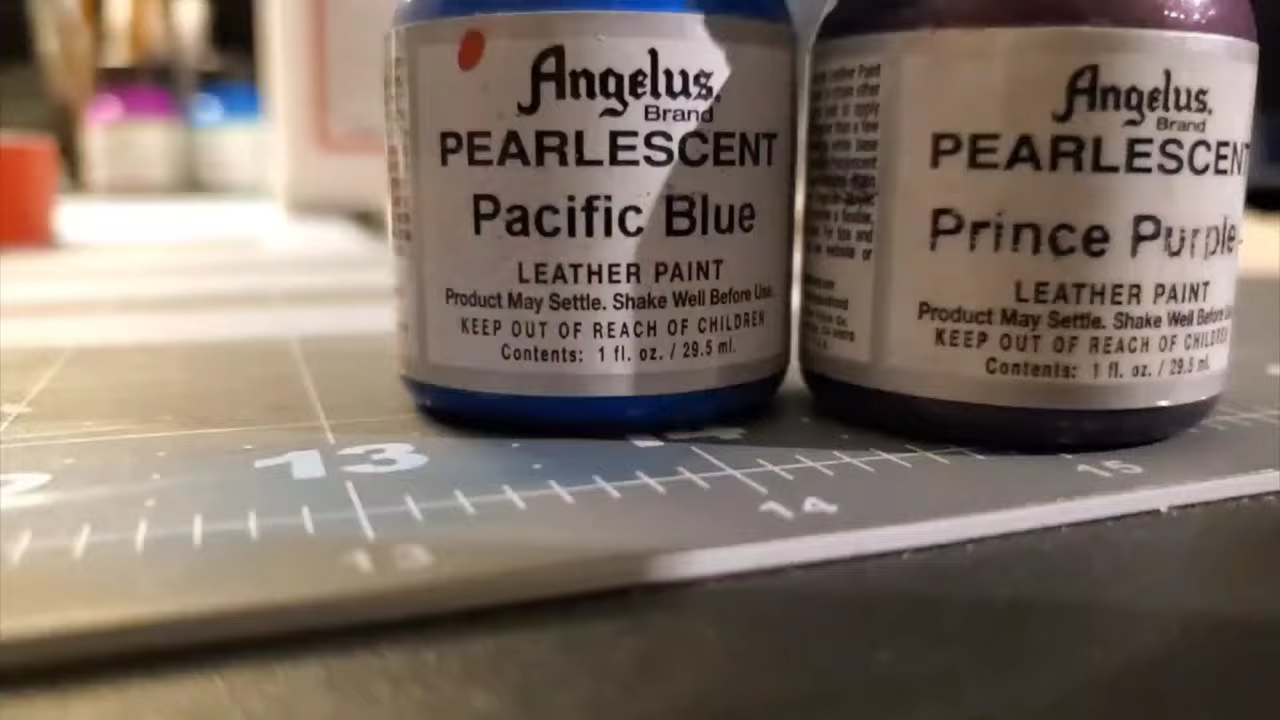 Angelus
Brand
PEARLESCENT
Pacific Blue
LEATHER PAINT
Product May Settle. Shake Well Before Use.
KEEP OUT OF REACH OF CHILDREN
Contents: 1 fl. oz. / 29.5 ml.
Angelus
Brand
PEARLESCENT
Prince Purple
LEATHER PAINT
Product May Settle. Shake Well Before
KEEP OUT OF REACH OF CHILDREN
Contents: 1 fl. oz. / 29.5 ml.
13
13
14
15